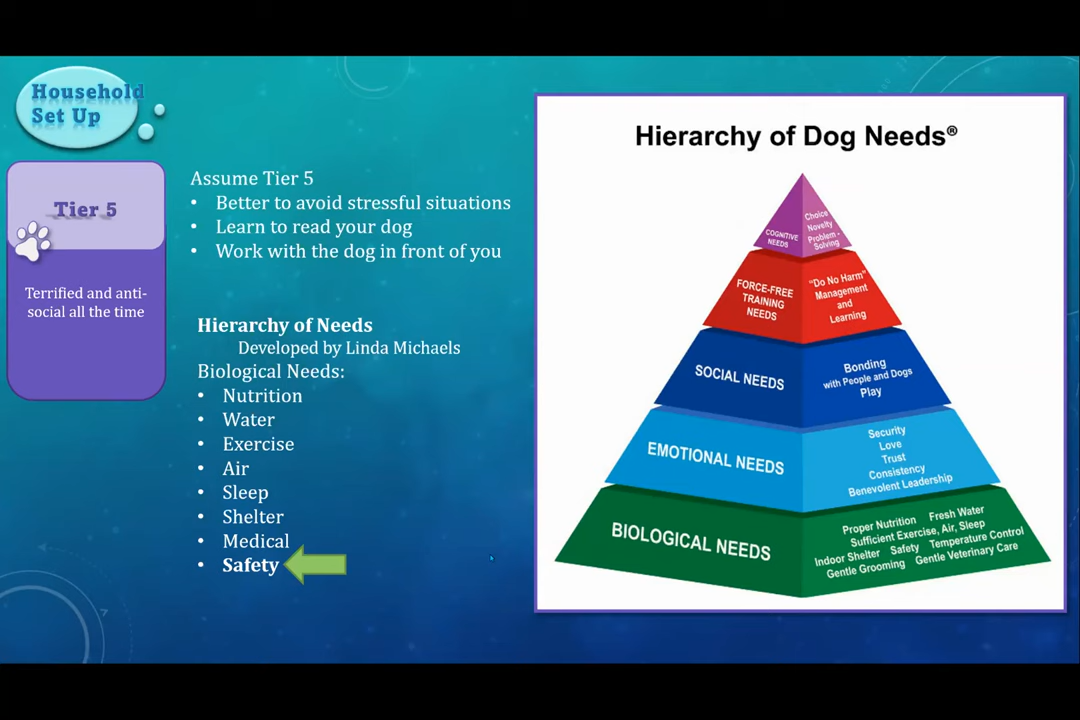 Household
Set Up
Tier 5
Terrified and anti-
social all the time
Assume Tier 5
• Better to avoid stressful situations
• Learn to read your dog
• Work with the dog in front of you
Hierarchy of Needs
Developed by Linda Michaels
Biological Needs:
• Nutrition
• Water
• Exercise
• Air
• Sleep
• Shelter
• Medical
• Safety
Hierarchy of Dog Needs®
COGNITIVE
NEEDS
Choice
Novelty
Problem-
Solving
FORCE-FREE
TRAINING
NEEDS
"Do No Harm"
Management
and
Learning
SOCIAL NEEDS
Bonding
with People and Dogs
Play
EMOTIONAL NEEDS
Security
Love
Trust
Consistency
Benevolent Leadership
BIOLOGICAL NEEDS
Proper Nutrition Fresh Water
Sufficient Exercise, Air, Sleep
Indoor Shelter Safety Temperature Control
Gentle Grooming Gentle Veterinary Care